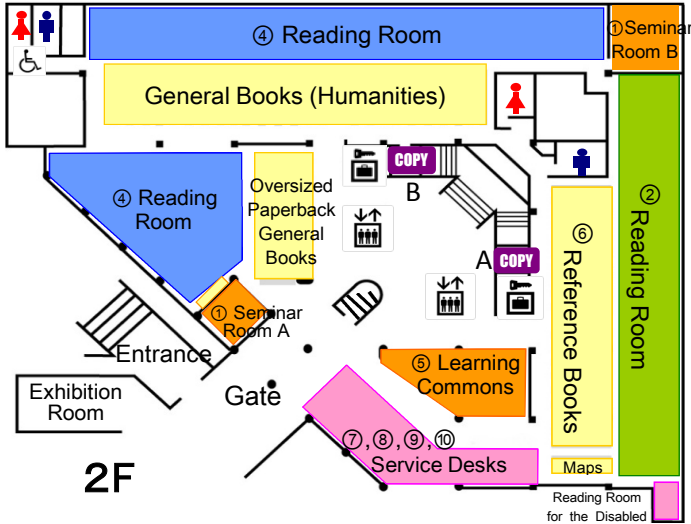 ④ Reading Room
①Seminar
Room B
General Books (Humanities)
COPY
B
④ Reading
Room
Oversized
Paperback
General
Books
②
Reading Room
⑥
Reference Books
A
COPY
① Seminar
Room A
Entrance
Gate
Exhibition
Room
⑤ Learning
Commons
⑦,⑧,⑨,⑩
Service Desks
Maps
2F
Reading Room
for the Disabled